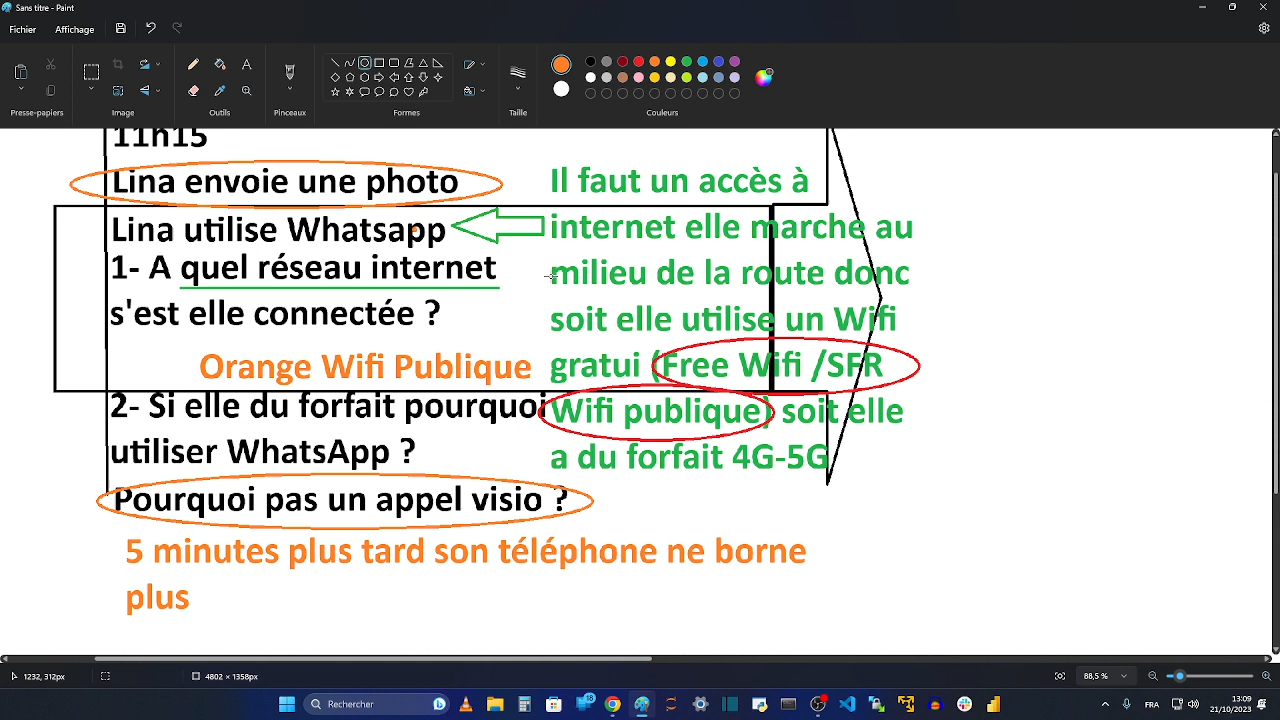 Sans titre - Paint
Fichier Affichage
Presse-papiers Image Outils Pinceaux Formes Taille Couleurs
11h15
Lina envoie une photo
Lina utilise Whatsapp
1- A quel réseau internet
s'est elle connectée ?
Orange Wifi Publique
2- Si elle du forfait pourquoi
utiliser WhatsApp ?
Pourquoi pas un appel visio ?
Il faut un accès à
internet elle marche au
milieu de la route donc
soit elle utilise un Wifi
gratui (Free Wifi /SFR
Wifi publique) soit elle
a du forfait 4G-5G
5 minutes plus tard son téléphone ne borne
plus
1232, 312px 4802 × 1358px 88,5 %
Rechercher
FRA
13:09
21/10/2023